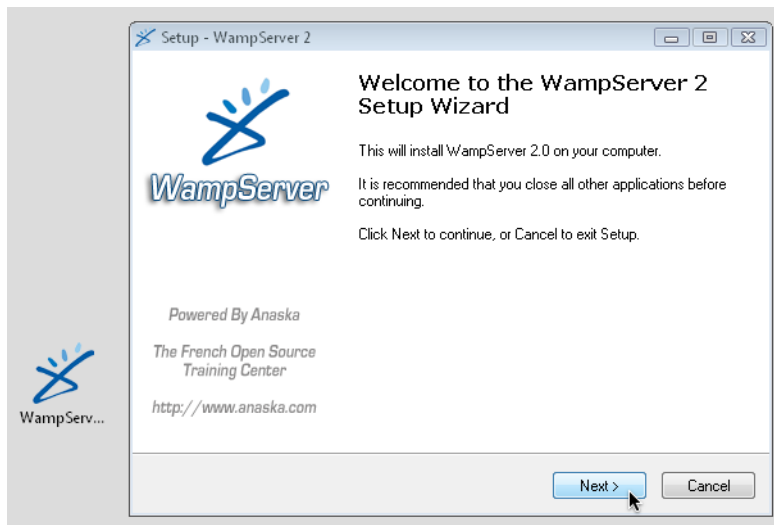 Setup - WampServer 2
Welcome to the WampServer 2
Setup Wizard
This will install WampServer 2.0 on your computer.
It is recommended that you close all other applications before
continuing.
Click Next to continue, or Cancel to exit Setup.
WampServer
Powered By Anaska
The French Open Source
Training Center
http://www.anaska.com
WampServ...
Next >
Cancel